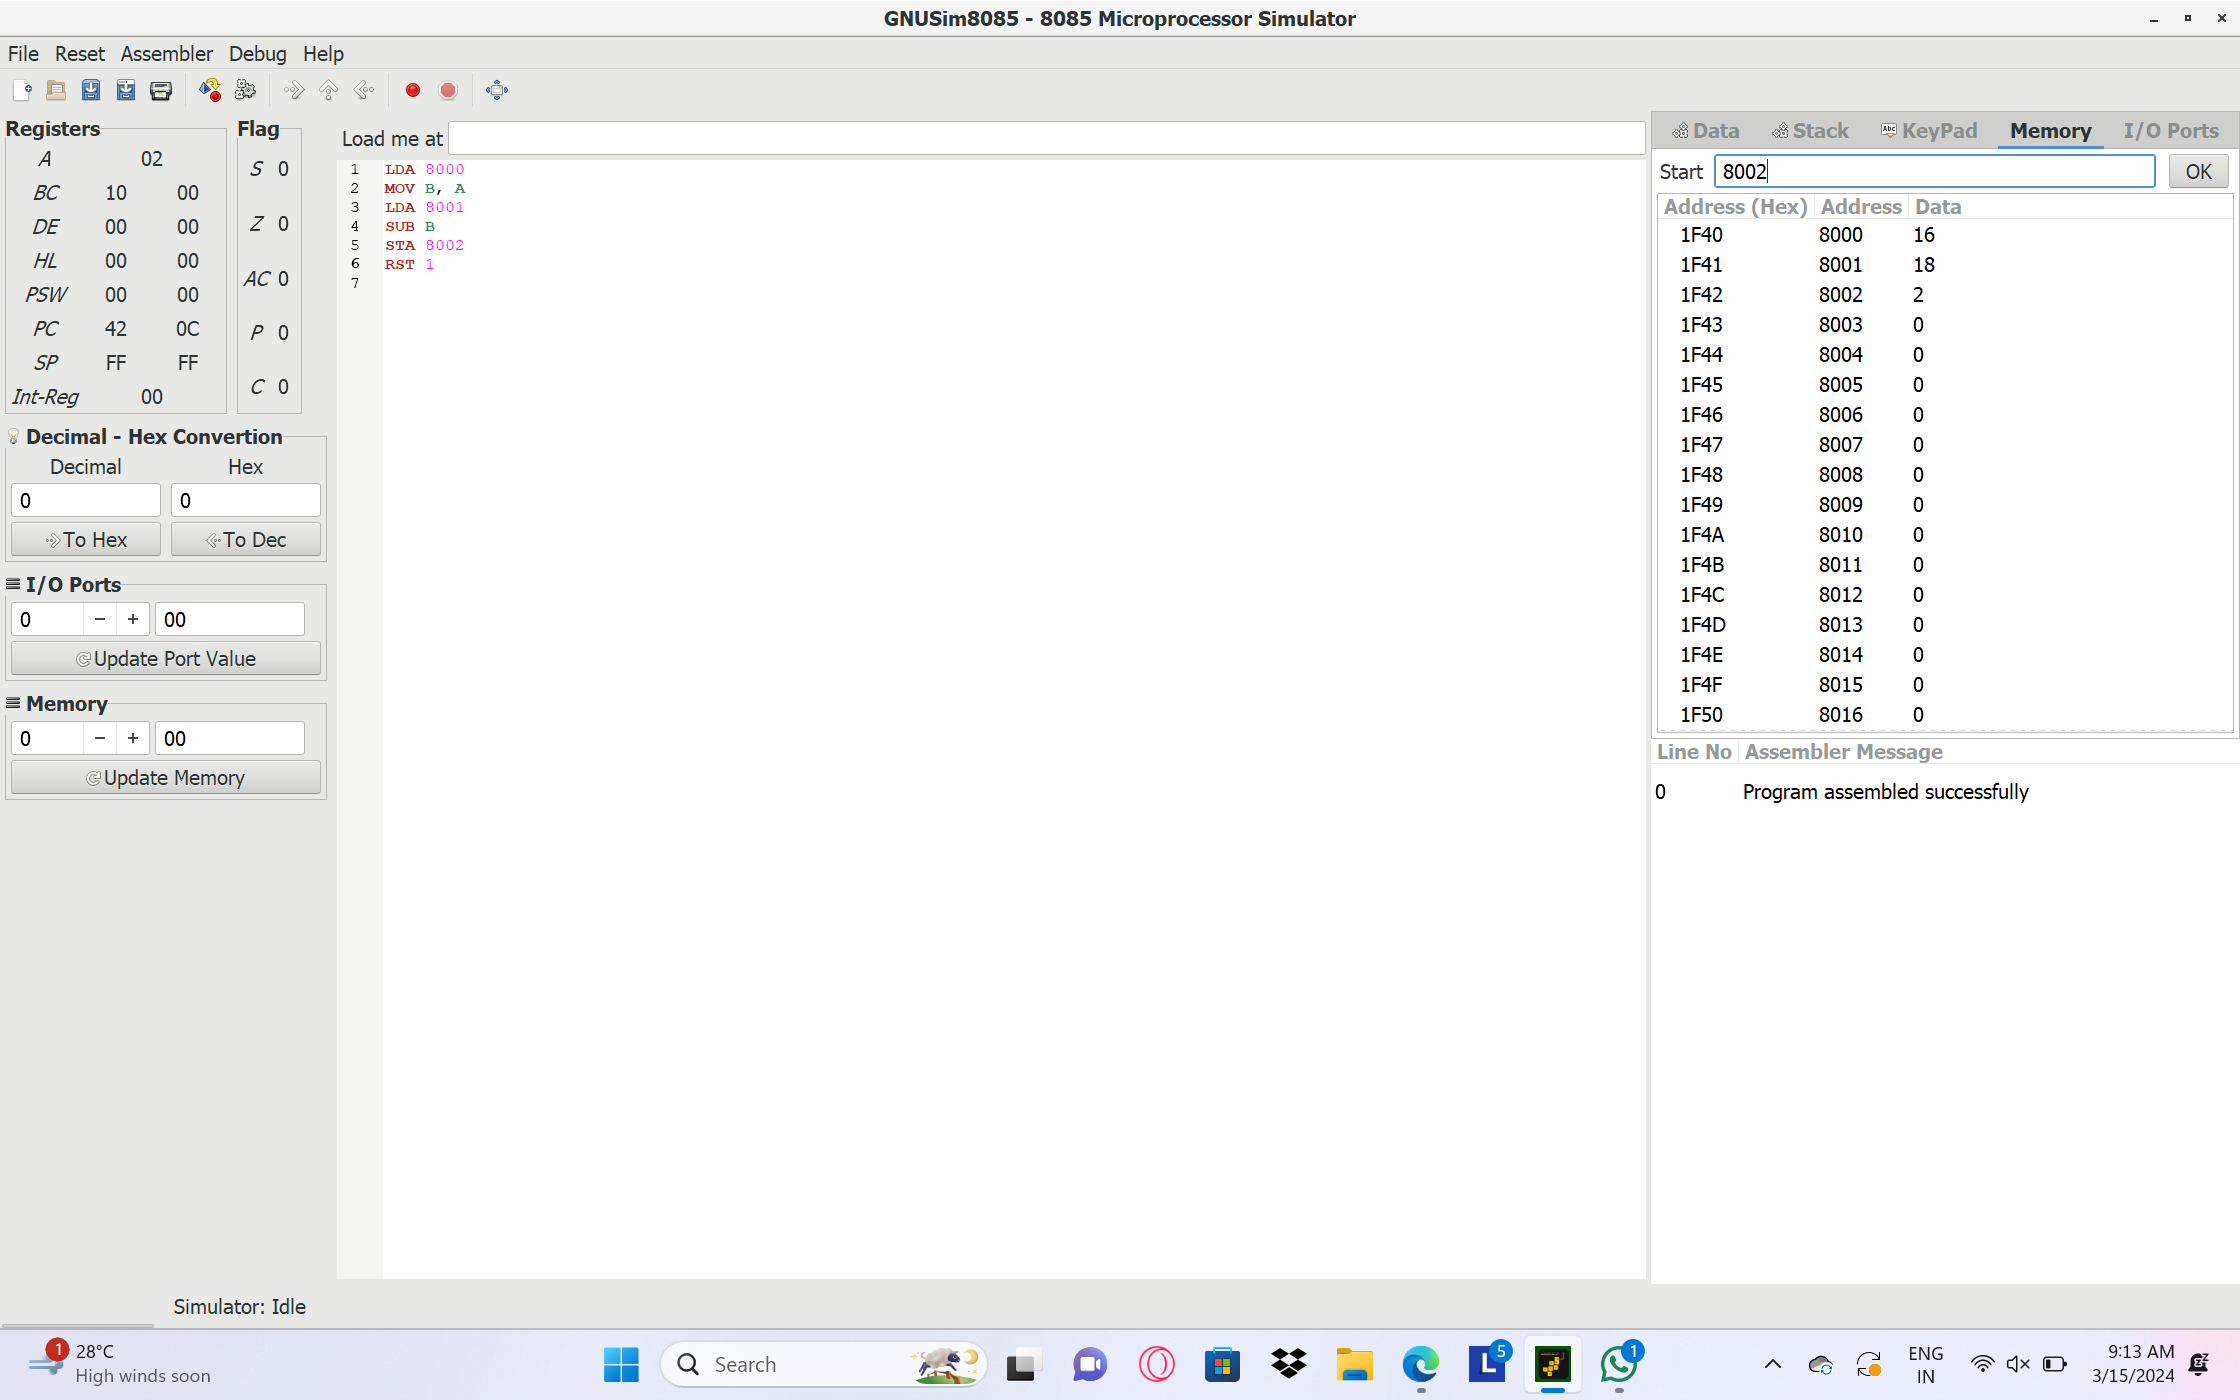 GNUSim8085 - 8085 Microprocessor Simulator
File Reset Assembler Debug Help
Registers
A 02
BC 10 00
DE 00 00
HL 00 00
PSW 00 00
PC 42 0C
SP FF FF
Int-Reg 00
Flag
S 0
Z 0
AC 0
P 0
C 0
Decimal - Hex Convertion
Decimal Hex
0 0
To Hex To Dec
I/O Ports
0 − + 00
Update Port Value
Memory
0 − + 00
Update Memory
Load me at
1 LDA 8000
2 MOV B, A
3 LDA 8001
4 SUB B
5 STA 8002
6 RST 1
7
Data Stack Abc KeyPad Memory I/O Ports
Start 8002 OK
Address (Hex) Address Data
1F40 8000 16
1F41 8001 18
1F42 8002 2
1F43 8003 0
1F44 8004 0
1F45 8005 0
1F46 8006 0
1F47 8007 0
1F48 8008 0
1F49 8009 0
1F4A 8010 0
1F4B 8011 0
1F4C 8012 0
1F4D 8013 0
1F4E 8014 0
1F4F 8015 0
1F50 8016 0
Line No Assembler Message
0 Program assembled successfully
Simulator: Idle
1 28°C
High winds soon
Search
L 5
1
ENG
IN
9:13 AM
3/15/2024